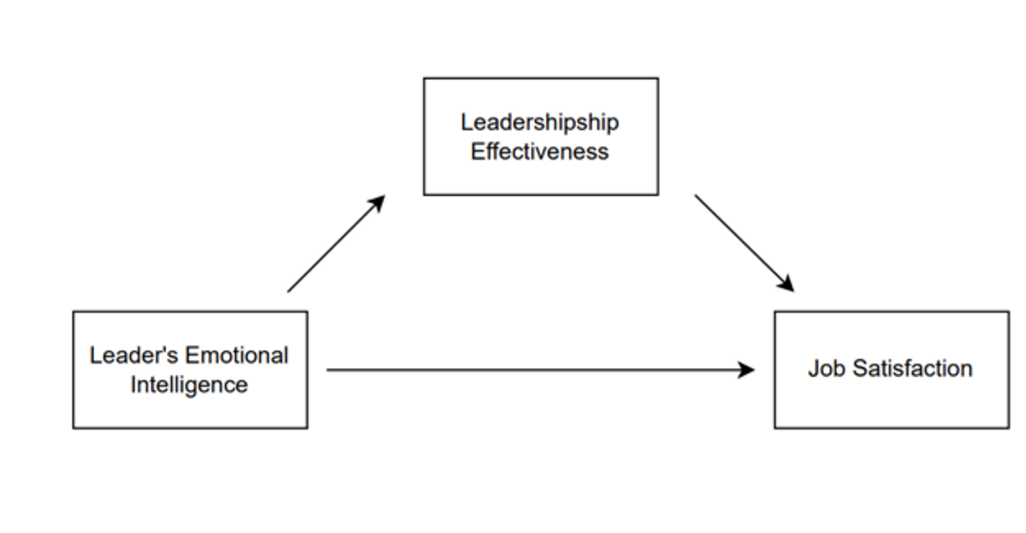 Leadershipship
Effectiveness
Leader's Emotional
Intelligence
Job Satisfaction